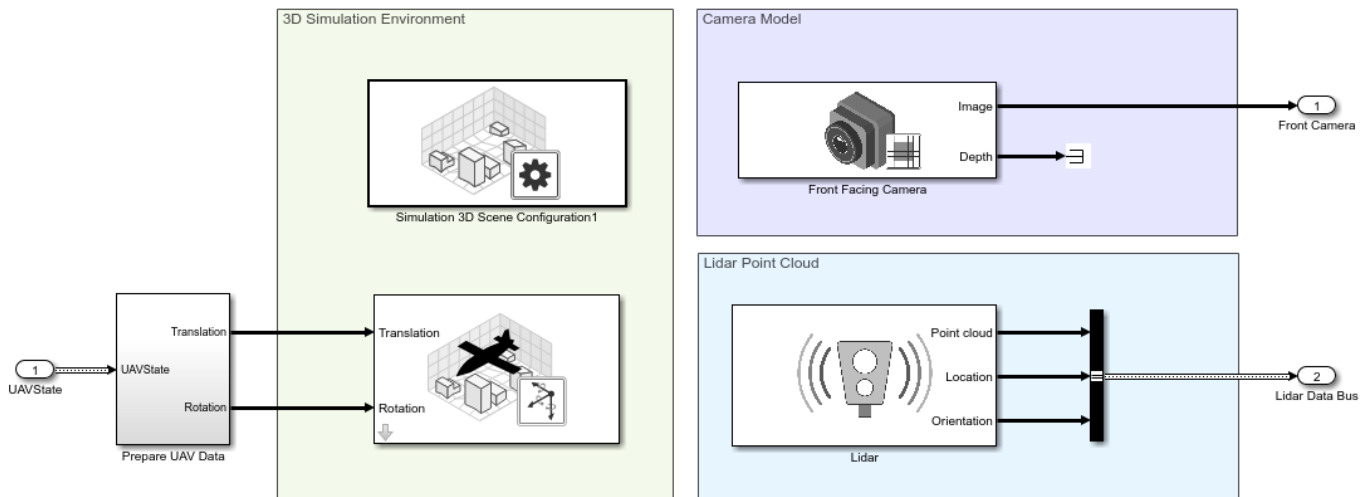 3D Simulation Environment
Simulation 3D Scene Configuration1
Translation
Rotation
1
UAVState
UAVState
Translation
Rotation
Prepare UAV Data
Camera Model
Image
Depth
Front Facing Camera
1
Front Camera
Lidar Point Cloud
Point cloud
Location
Orientation
Lidar
2
Lidar Data Bus